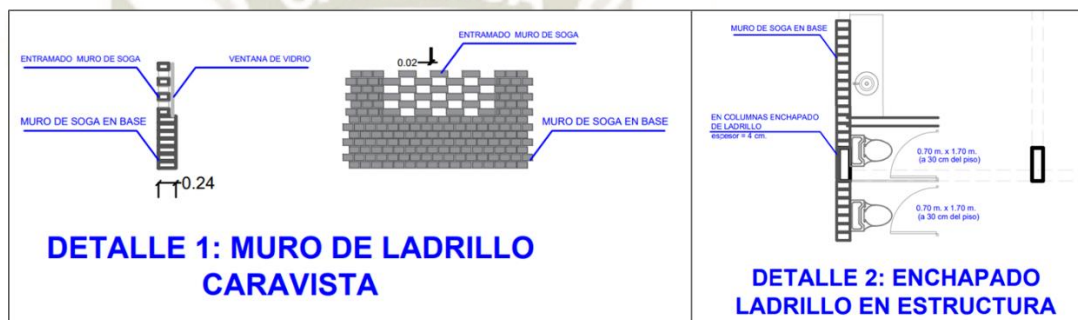 ENTRAMADO MURO DE SOGA
VENTANA DE VIDRIO
MURO DE SOGA EN BASE
0.24
ENTRAMADO MURO DE SOGA
0.02
MURO DE SOGA EN BASE
DETALLE 1: MURO DE LADRILLO
CARAVISTA
MURO DE SOGA EN BASE
EN COLUMNAS ENCHAPADO
DE LADRILLO
espesor = 4 cm.
0.70 m. x 1.70 m.
(a 30 cm del piso)
0.70 m. x 1.70 m.
(a 30 cm del piso)
DETALLE 2: ENCHAPADO
LADRILLO EN ESTRUCTURA